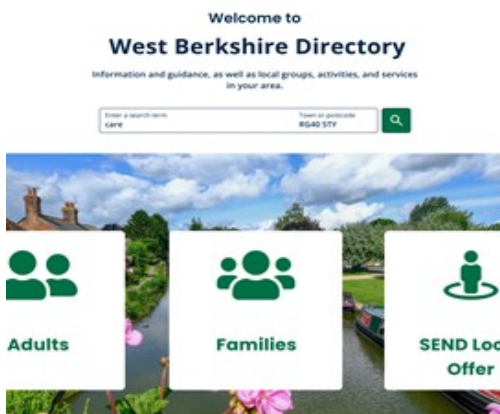 Welcome to
West Berkshire Directory
Information and guidance, as well as local groups, activities, and services
in your area.
Enter a search term
care
Town or postcode
RG40 5TY
Adults
Families
SEND Loc
Offer